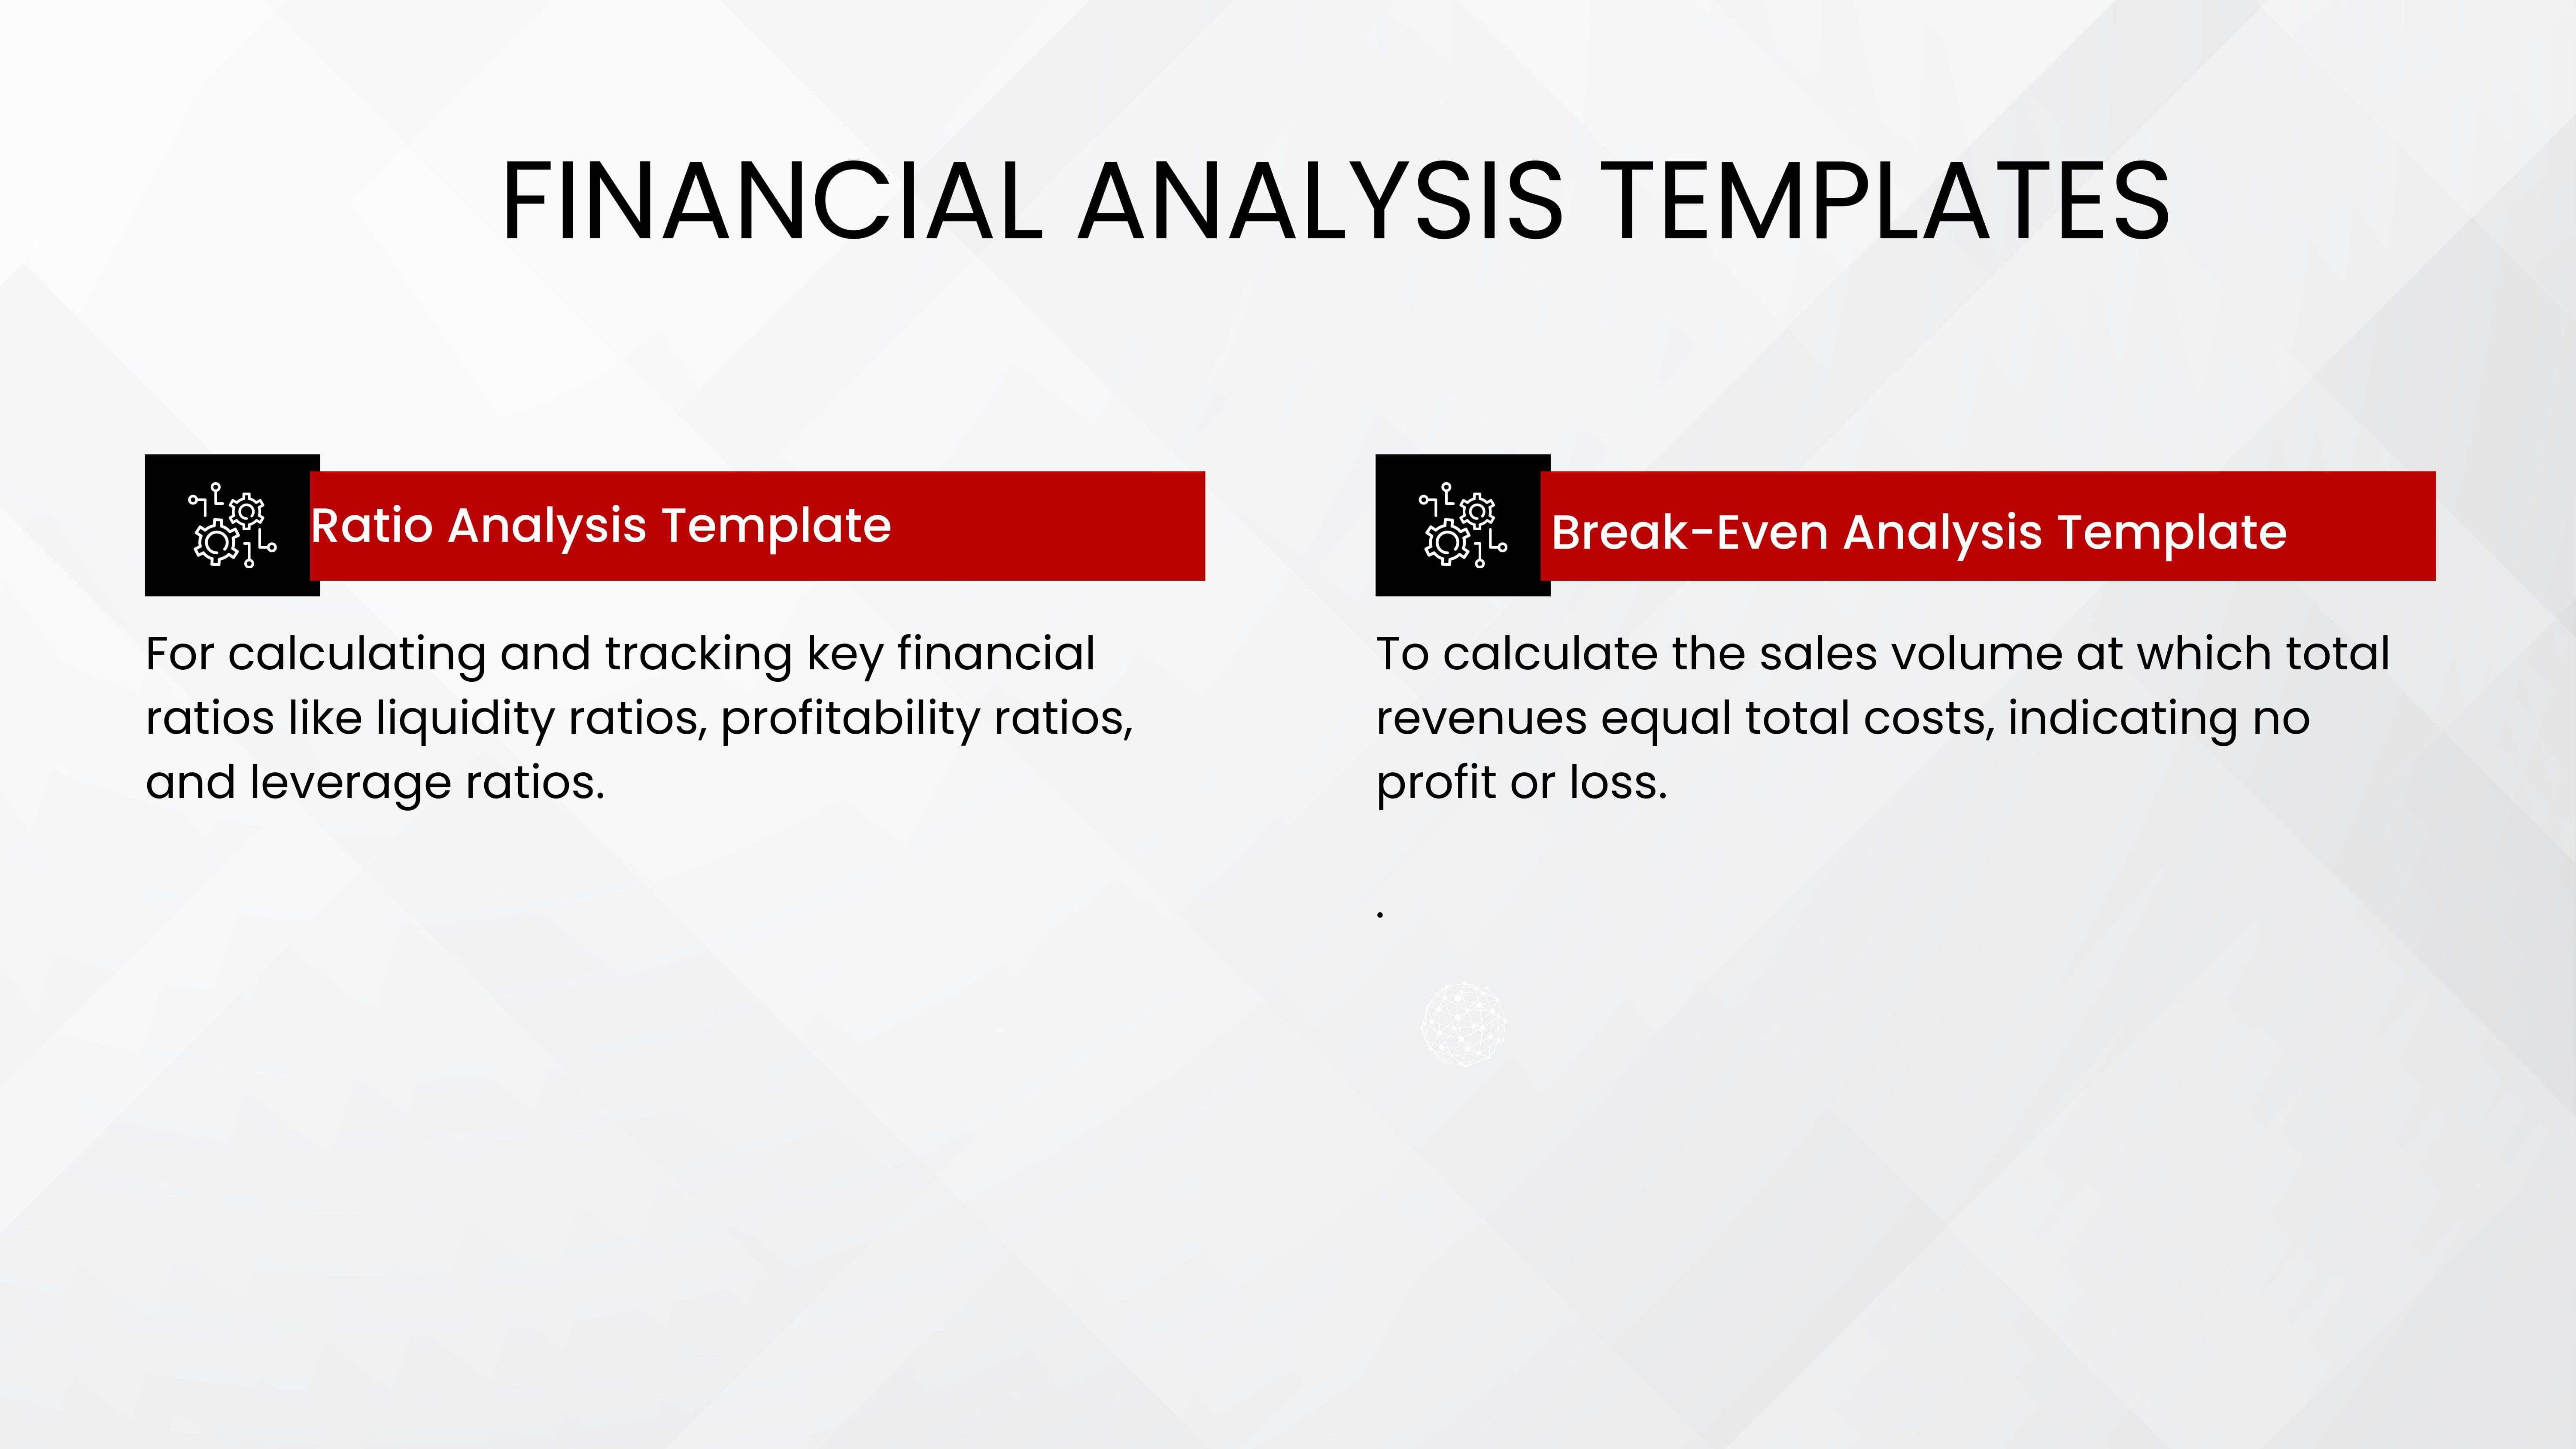 FINANCIAL ANALYSIS TEMPLATES
Ratio Analysis Template
For calculating and tracking key financial
ratios like liquidity ratios, profitability ratios,
and leverage ratios.
Break-Even Analysis Template
To calculate the sales volume at which total
revenues equal total costs, indicating no
profit or loss.
.